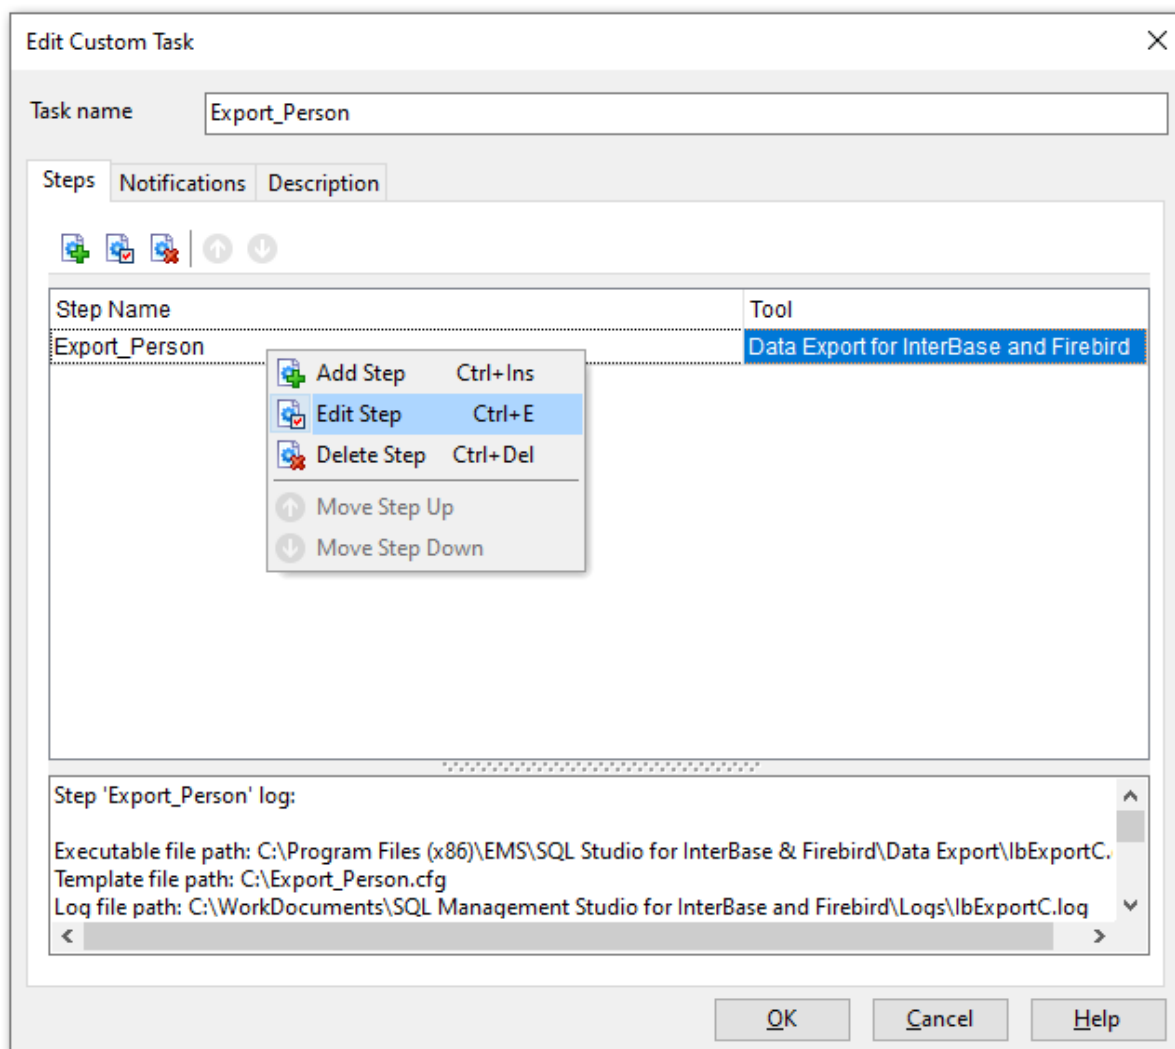 Edit Custom Task
Task name Export_Person
Steps Notifications Description
Step Name Tool
Export_Person Data Export for InterBase and Firebird
Add Step Ctrl+Ins
Edit Step Ctrl+E
Delete Step Ctrl+Del
Move Step Up
Move Step Down
Step 'Export_Person' log:
Executable file path: C:\Program Files (x86)\EMS\SQL Studio for InterBase & Firebird\Data Export\IbExportC.
Template file path: C:\Export_Person.cfg
Log file path: C:\WorkDocuments\SQL Management Studio for InterBase and Firebird\Logs\IbExportC.log
OK Cancel Help